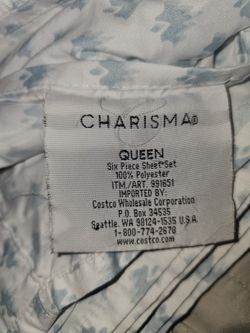 CHARISMA®
QUEEN
Six Piece Sheet Set
100% Polyester
ITM./ART. 991651
IMPORTED BY:
Costco Wholesale Corporation
P.O. Box 34535
Seattle, WA 98124-1535 U.S.A.
1-800-774-2678
www.costco.com